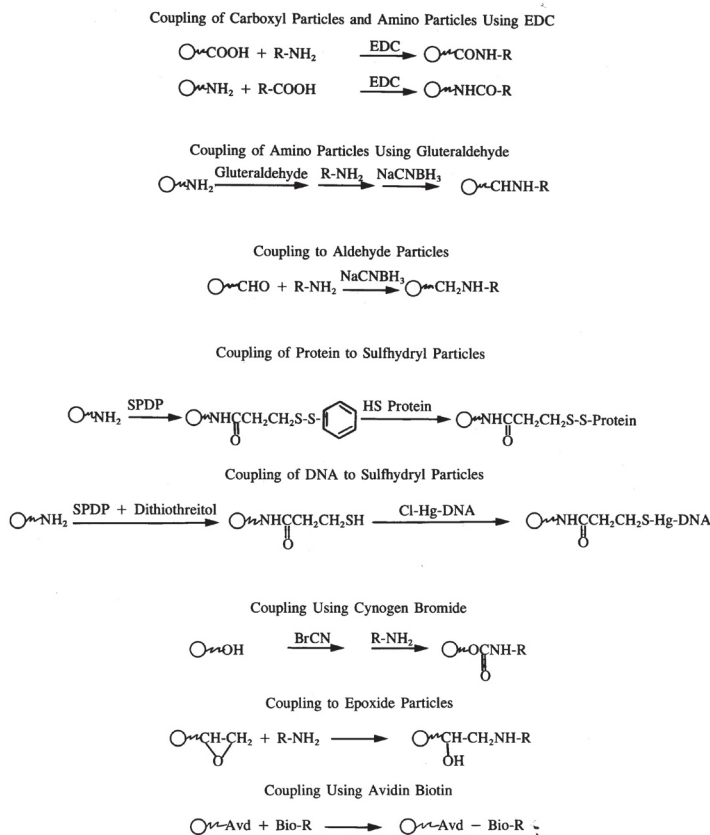 Coupling of Carboxyl Particles and Amino Particles Using EDC
COOH + R-NH₂ EDC CONH-R
NH₂ + R-COOH EDC NHCO-R
Coupling of Amino Particles Using Gluteraldehyde
NH₂ Gluteraldehyde R-NH₂ NaCNBH₃ CHNH-R
Coupling to Aldehyde Particles
CHO + R-NH₂ NaCNBH₃ CH₂NH-R
Coupling of Protein to Sulfhydryl Particles
NH₂ SPDP NHCCH₂CH₂S-S- HS Protein NHCCH₂CH₂S-S-Protein
O O
Coupling of DNA to Sulfhydryl Particles
NH₂ SPDP + Dithiothreitol NHCCH₂CH₂SH Cl-Hg-DNA NHCCH₂CH₂S-Hg-DNA
O O
Coupling Using Cynogen Bromide
OH BrCN R-NH₂ OCNH-R
O
Coupling to Epoxide Particles
CH-CH₂ + R-NH₂ CH-CH₂NH-R
O OH
Coupling Using Avidin Biotin
Avd + Bio-R Avd – Bio-R